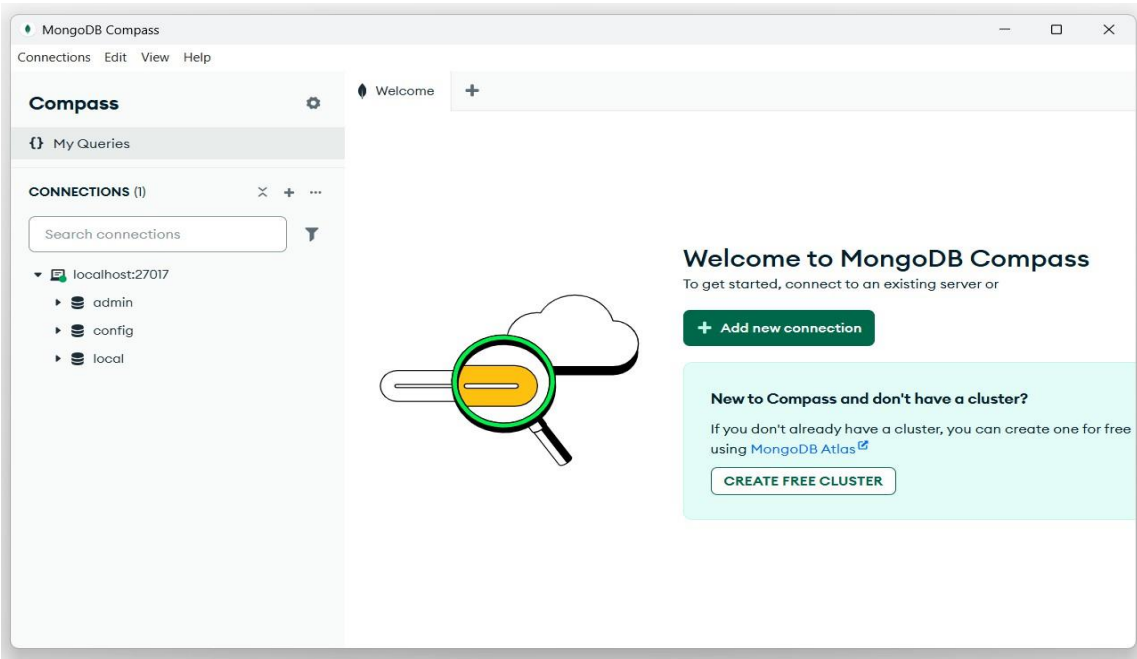 MongoDB Compass
Connections Edit View Help
Compass
{} My Queries
CONNECTIONS (1)
Search connections
localhost:27017
admin
config
local
Welcome
Welcome to MongoDB Compass
To get started, connect to an existing server or
+ Add new connection
New to Compass and don't have a cluster?
If you don't already have a cluster, you can create one for free
using MongoDB Atlas
CREATE FREE CLUSTER